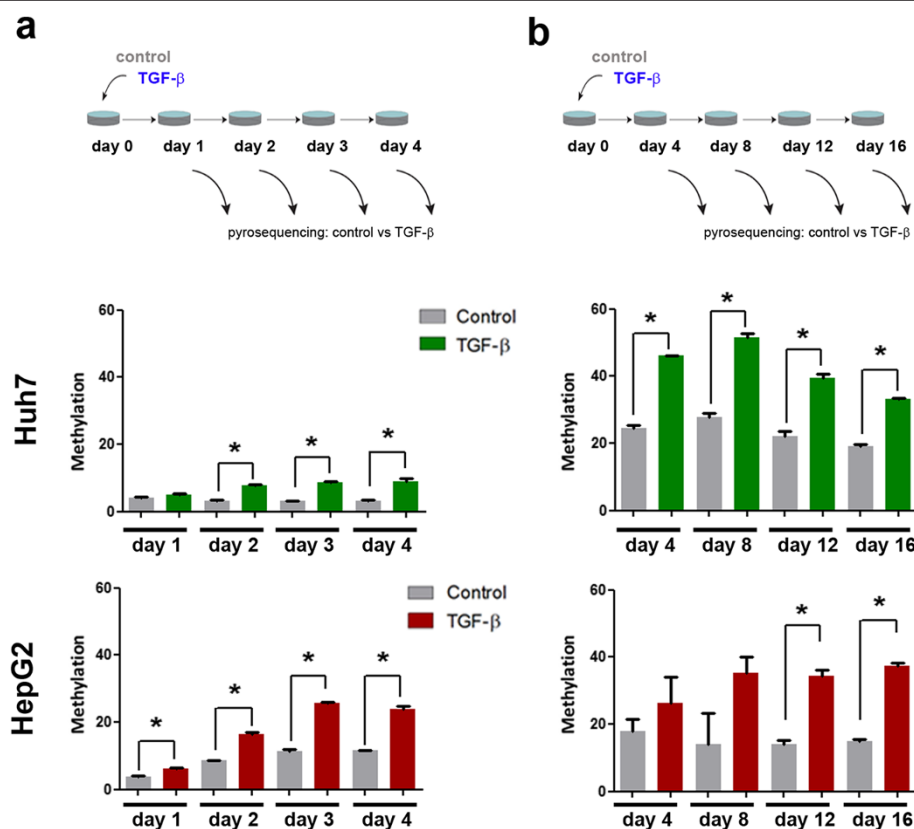 a
control
TGF-β
day 0 day 1 day 2 day 3 day 4
pyrosequencing: control vs TGF-β
b
control
TGF-β
day 0 day 4 day 8 day 12 day 16
pyrosequencing: control vs TGF-β
Huh7
Methylation
60
40
20
0
* * *
Control
TGF-β
day 1 day 2 day 3 day 4
Methylation
60
40
20
0
* * * *
day 4 day 8 day 12 day 16
HepG2
Methylation
60
40
20
0
* * * *
Control
TGF-β
day 1 day 2 day 3 day 4
Methylation
60
40
20
0
* *
day 4 day 8 day 12 day 16